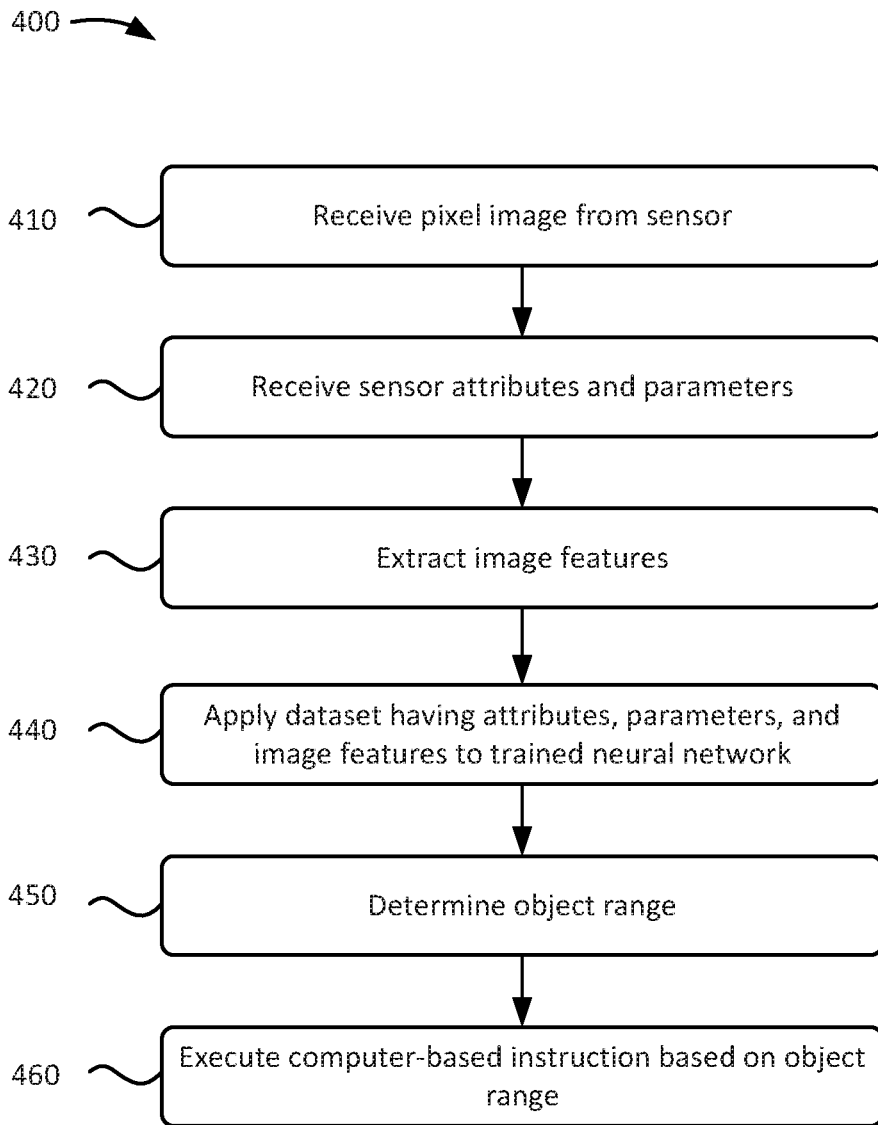 400
410
Receive pixel image from sensor
420
Receive sensor attributes and parameters
430
Extract image features
440
Apply dataset having attributes, parameters, and
image features to trained neural network
450
Determine object range
460
Execute computer-based instruction based on object
range